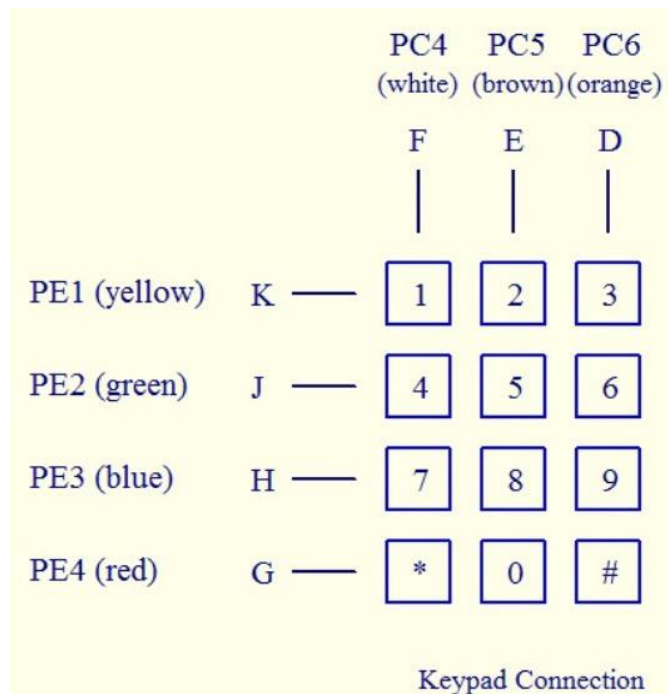 PC4 PC5 PC6
(white) (brown) (orange)
F E D
PE1 (yellow) K 1 2 3
PE2 (green) J 4 5 6
PE3 (blue) H 7 8 9
PE4 (red) G * 0 #
Keypad Connection